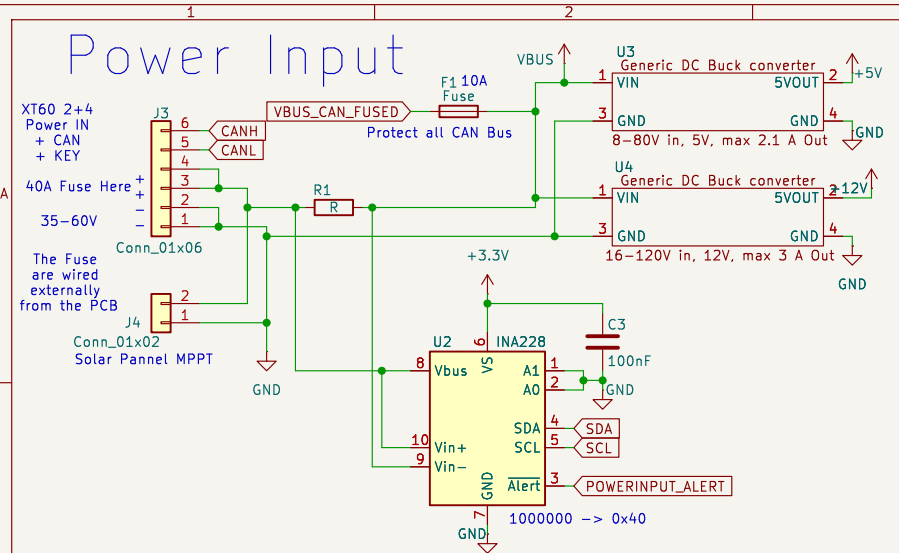 1
2
A
Power Input
XT60 2+4
Power IN
+ CAN
+ KEY
40A Fuse Here
35-60V
The Fuse
are wired
externally
from the PCB
J3
6
5
4
3
2
1
+
+
-
-
Conn_01x06
CANH
CANL
J4
2
1
Conn_01x02
Solar Pannel MPPT
GND
R1
R
VBUS_CAN_FUSED
F1
10A
Fuse
Protect all CAN Bus
VBUS
U3
Generic DC Buck converter
1
VIN
5VOUT
2
+5V
3
GND
GND
4
GND
8-80V in, 5V, max 2.1 A Out
U4
Generic DC Buck converter
1
VIN
5VOUT
2
+12V
3
GND
GND
4
GND
16-120V in, 12V, max 3 A Out
+3.3V
C3
100nF
GND
U2
INA228
6
VS
8
Vbus
10
Vin+
9
Vin-
A1
1
A0
2
SDA
4
SDA
SCL
5
SCL
Alert
3
POWERINPUT_ALERT
GND
7
GND
1000000 -> 0x40